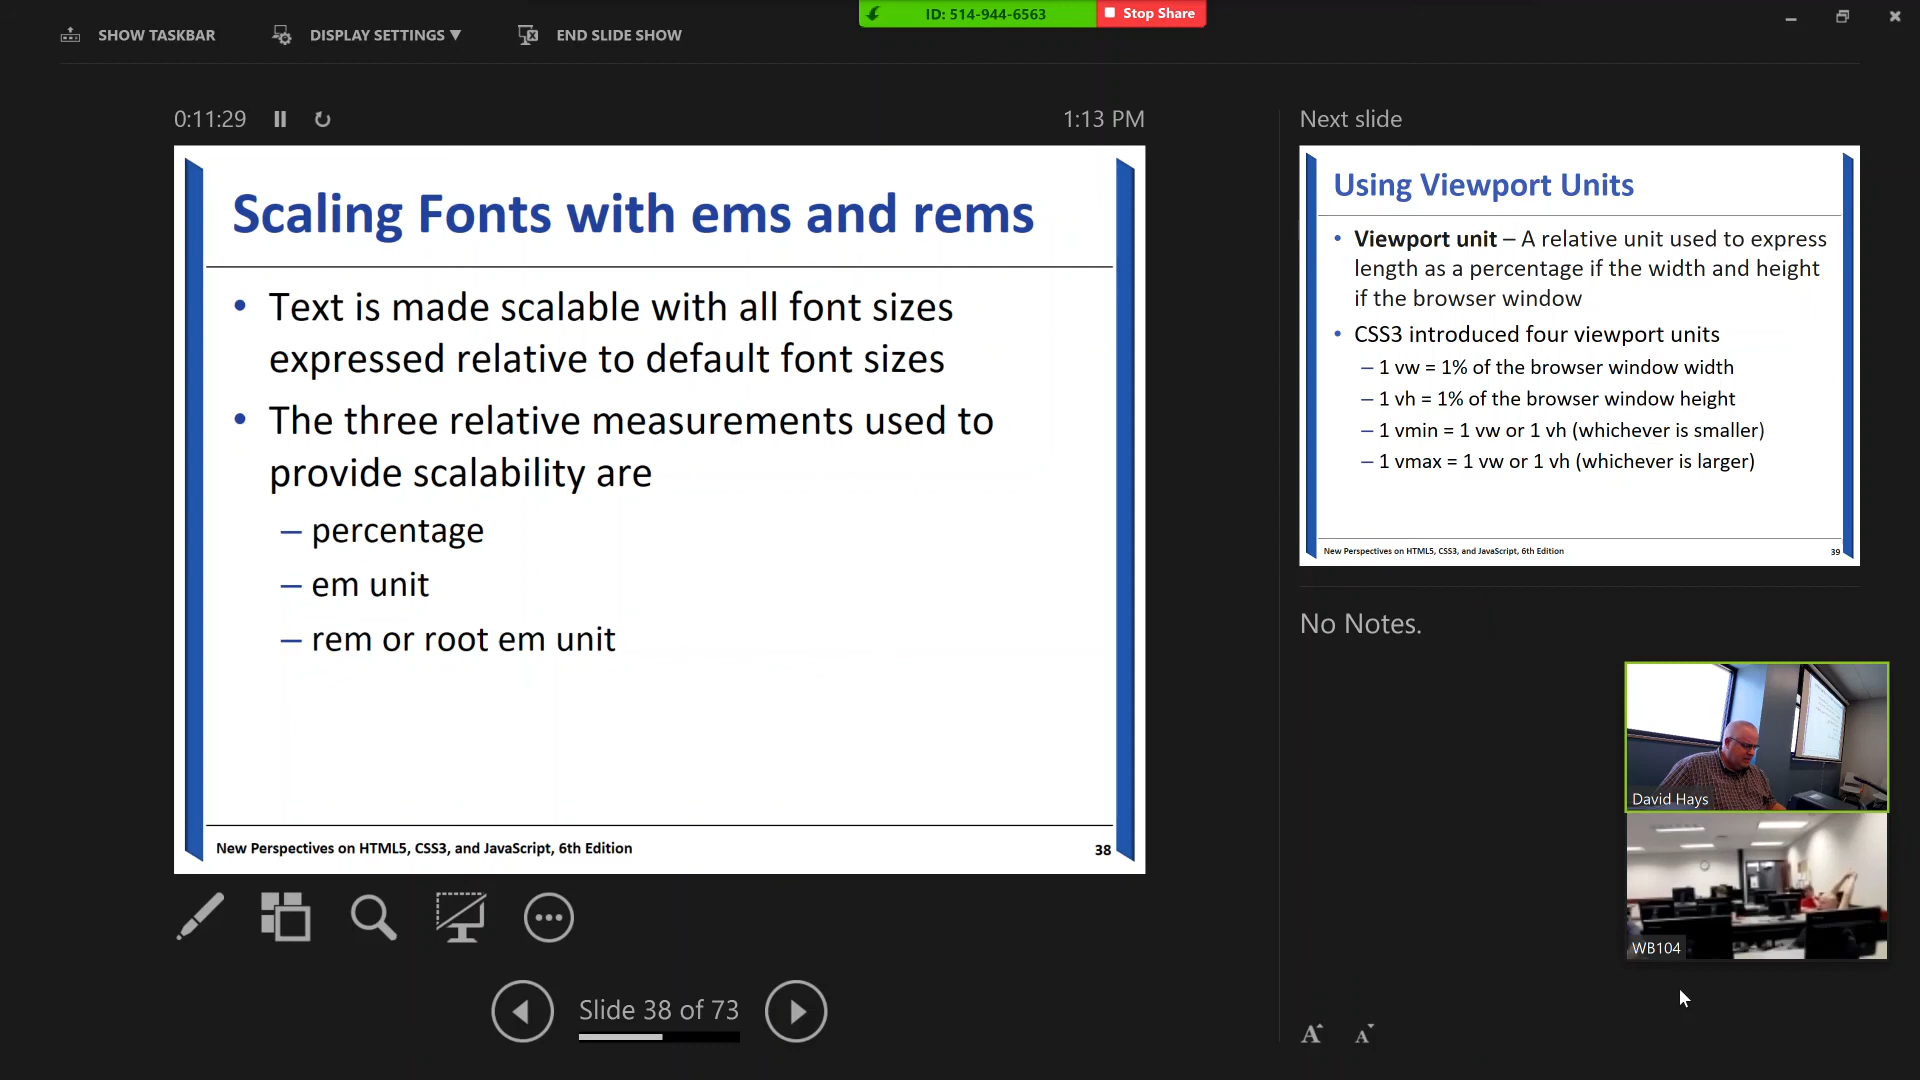 SHOW TASKBAR
DISPLAY SETTINGS ▼
END SLIDE SHOW
ID: 514-944-6563
Stop Share
0:11:29
1:13 PM
Scaling Fonts with ems and rems
• Text is made scalable with all font sizes
expressed relative to default font sizes
• The three relative measurements used to
provide scalability are
– percentage
– em unit
– rem or root em unit
New Perspectives on HTML5, CSS3, and JavaScript, 6th Edition
38
Slide 38 of 73
Next slide
Using Viewport Units
• Viewport unit – A relative unit used to express
length as a percentage if the width and height
if the browser window
• CSS3 introduced four viewport units
– 1 vw = 1% of the browser window width
– 1 vh = 1% of the browser window height
– 1 vmin = 1 vw or 1 vh (whichever is smaller)
– 1 vmax = 1 vw or 1 vh (whichever is larger)
New Perspectives on HTML5, CSS3, and JavaScript, 6th Edition
39
No Notes.
David Hays
WB104
A A